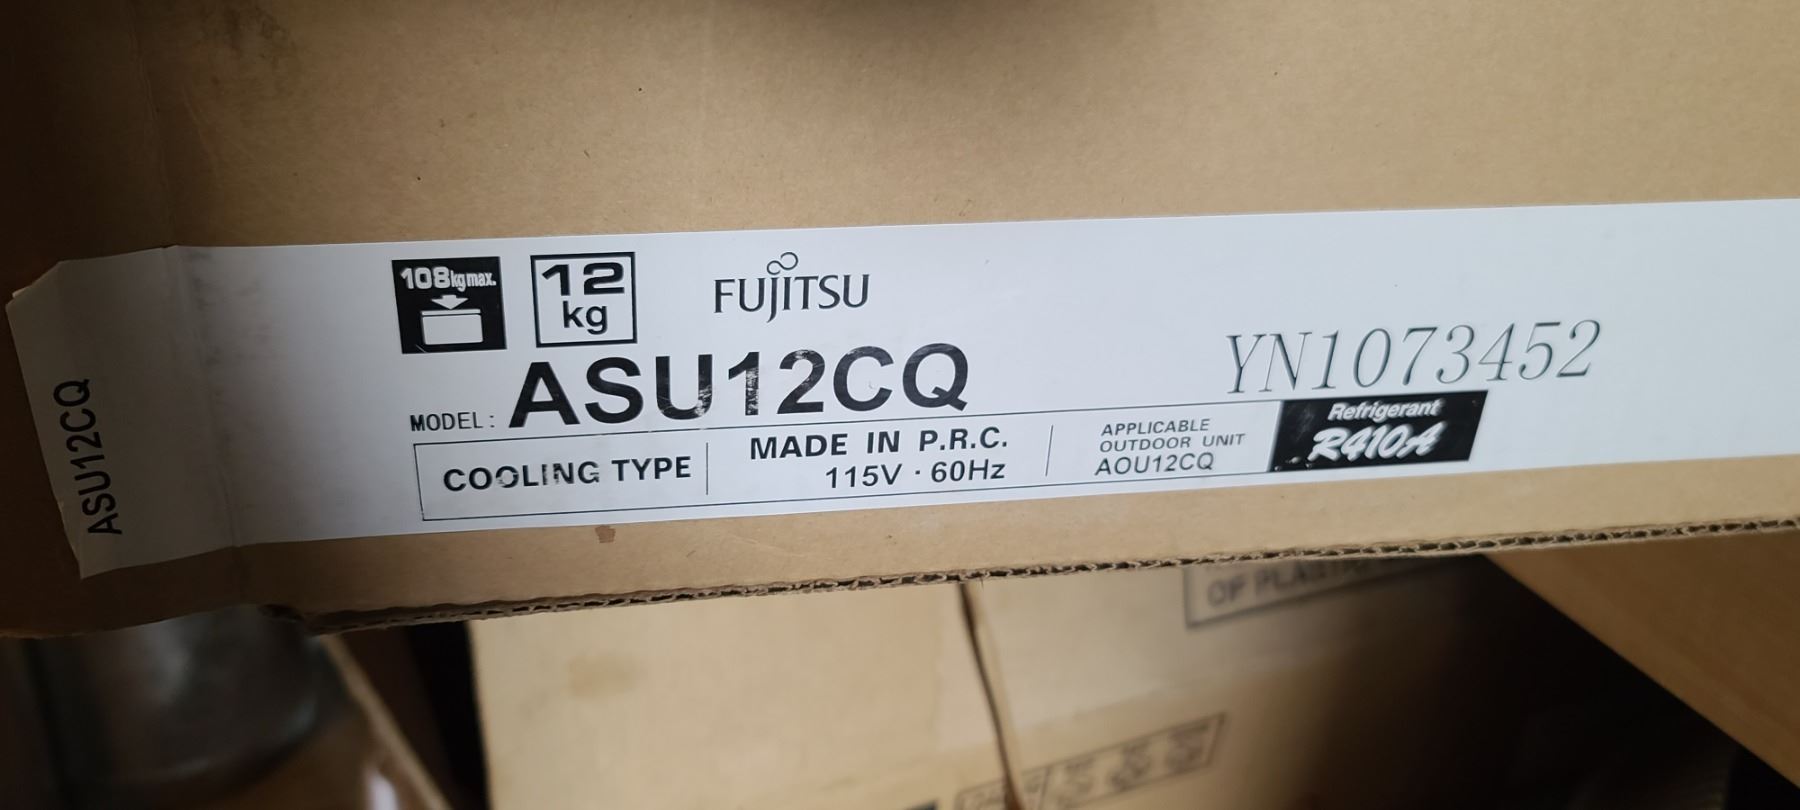 108kg max.
12
kg
FUJITSU
MODEL: ASU12CQ
YN1073452
COOLING TYPE
MADE IN P.R.C.
115V · 60Hz
APPLICABLE
OUTDOOR UNIT
AOU12CQ
Refrigerant
R410A
ASU12CQ
OF